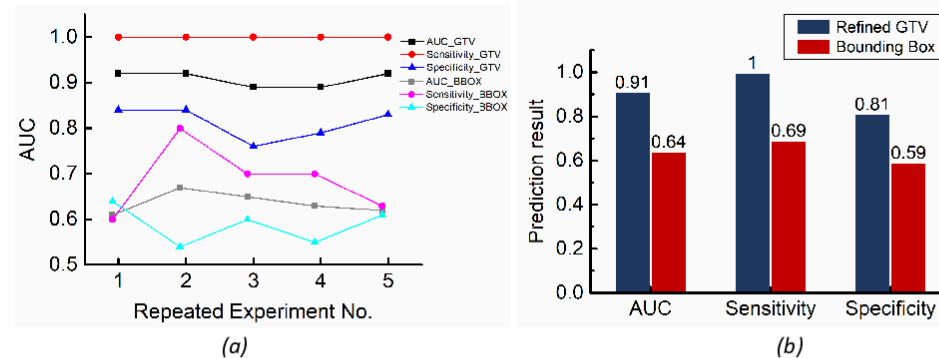 1.0
0.9
0.8
0.7
0.6
0.5
AUC
1 2 3 4 5
Repeated Experiment No.
AUC_GTV
Sensitivity_GTV
Specificity_GTV
AUC_BBOX
Sensitivity_BBOX
Specificity_BBOX
(a)
Refined GTV
Bounding Box
Prediction result
1.0
0.8
0.6
0.4
0.2
0.0
0.91
0.64
1
0.69
0.81
0.59
AUC Sensitivity Specificity
(b)